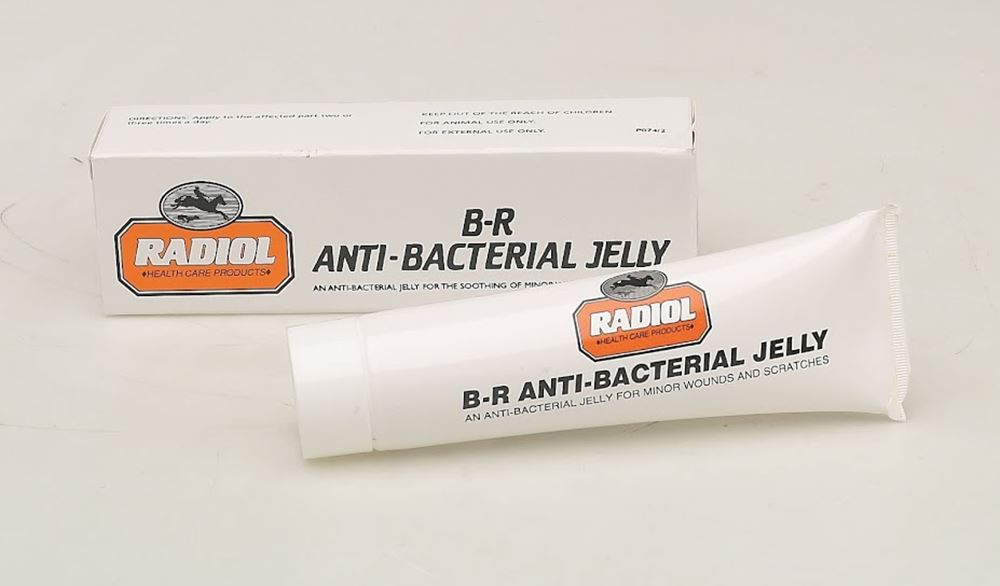 DIRECTIONS: Apply to the affected part two or
three times a day.
KEEP OUT OF THE REACH OF CHILDREN
FOR ANIMAL USE ONLY.
FOR EXTERNAL USE ONLY.
P074/2
RADIOL
♦HEALTH CARE PRODUCTS♦
B-R
ANTI-BACTERIAL JELLY
AN ANTI-BACTERIAL JELLY FOR THE SOOTHING OF MINOR
RADIOL
♦HEALTH CARE PRODUCTS♦
B-R ANTI-BACTERIAL JELLY
AN ANTI-BACTERIAL JELLY FOR MINOR WOUNDS AND SCRATCHES